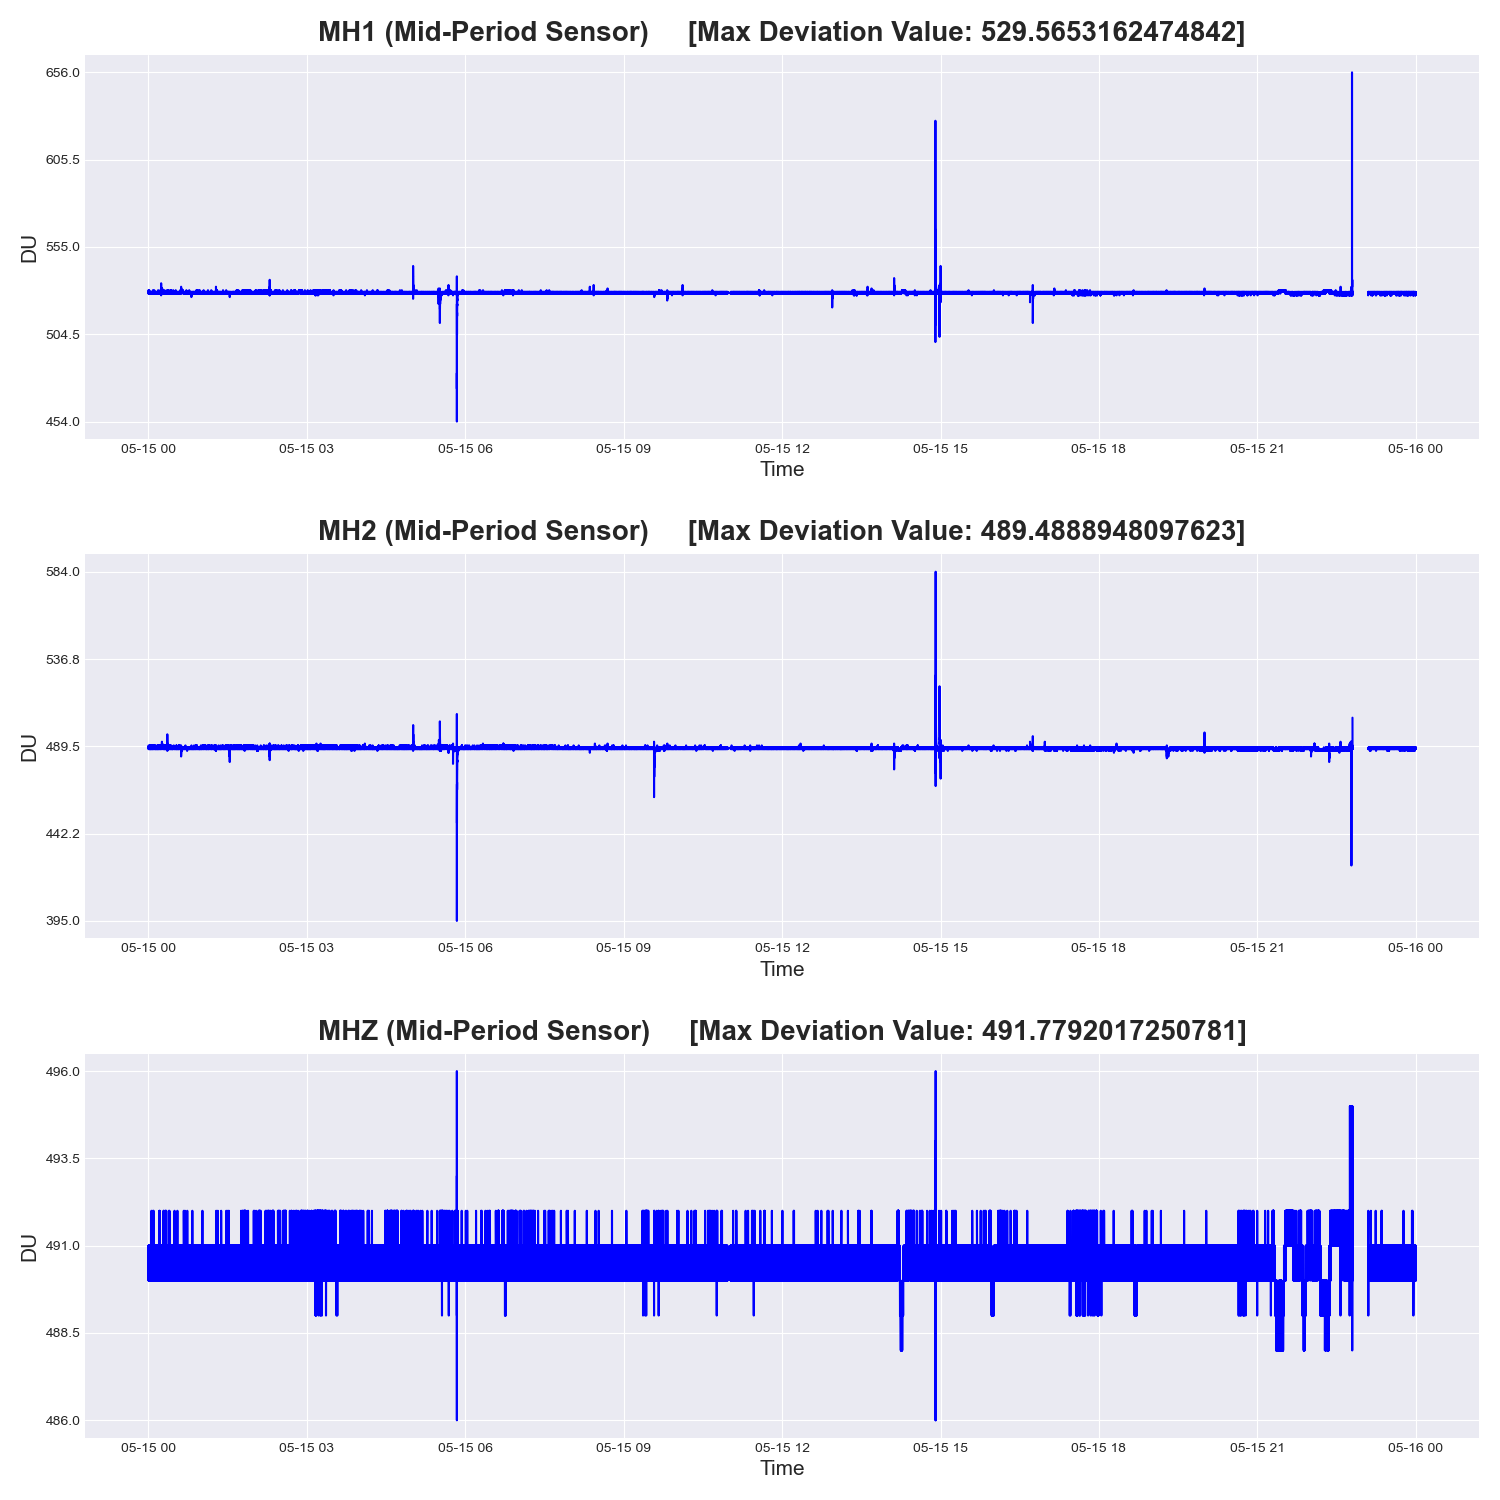 MH1 (Mid-Period Sensor) [Max Deviation Value: 529.5653162474842]
656.0
605.5
555.0
504.5
454.0
DU
05-15 00 05-15 03 05-15 06 05-15 09 05-15 12 05-15 15 05-15 18 05-15 21 05-16 00
Time
MH2 (Mid-Period Sensor) [Max Deviation Value: 489.4888948097623]
584.0
536.8
489.5
442.2
395.0
DU
05-15 00 05-15 03 05-15 06 05-15 09 05-15 12 05-15 15 05-15 18 05-15 21 05-16 00
Time
MHZ (Mid-Period Sensor) [Max Deviation Value: 491.7792017250781]
496.0
493.5
491.0
488.5
486.0
DU
05-15 00 05-15 03 05-15 06 05-15 09 05-15 12 05-15 15 05-15 18 05-15 21 05-16 00
Time